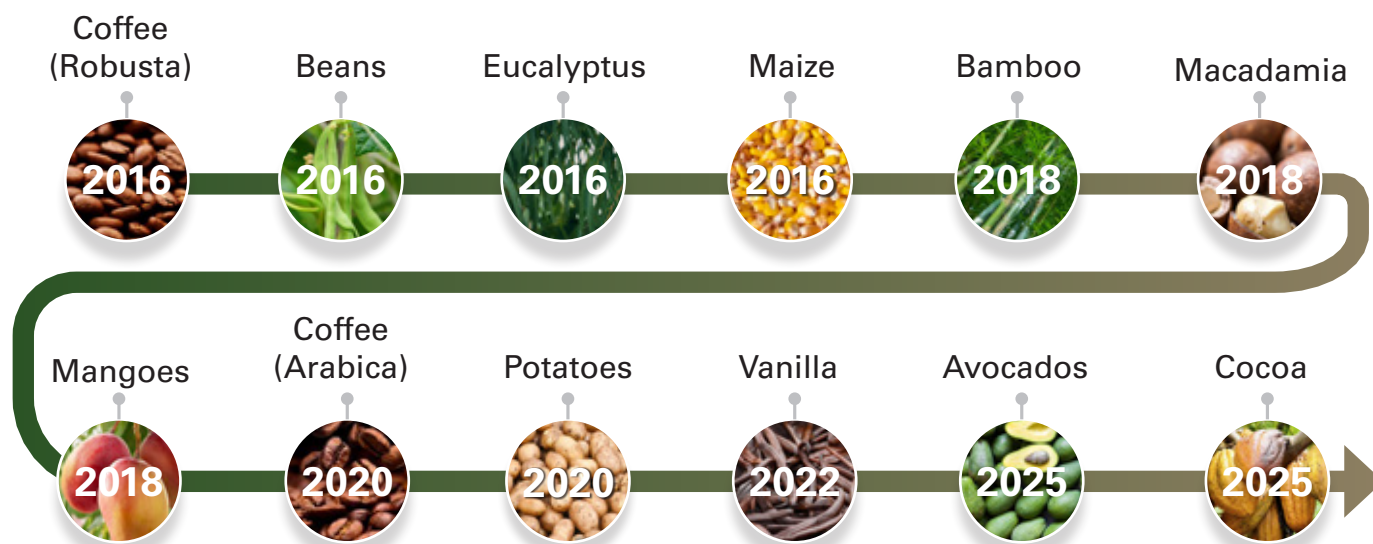 Coffee
(Robusta)
Beans
Eucalyptus
Maize
Bamboo
Macadamia
2016
2016
2016
2016
2018
2018
Mangoes
Coffee
(Arabica)
Potatoes
Vanilla
Avocados
Cocoa
2018
2020
2020
2022
2025
2025